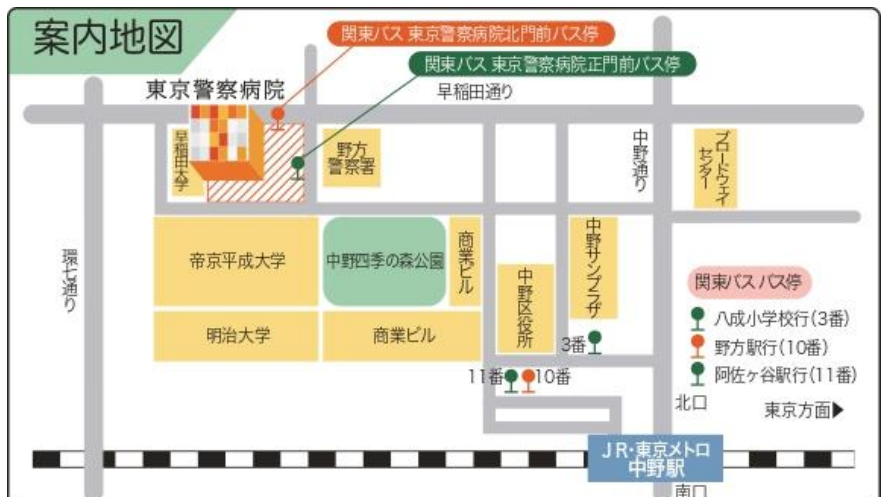 案内地図
関東バス 東京警察病院北門前バス停
関東バス 東京警察病院正門前バス停
東京警察病院
早稲田通り
早稲田大学
野方
警察署
中野通り
ブロードウェイ
センター
環七通り
帝京平成大学
中野四季の森公園
商業ビル
中野サンプラザ
中野区役所
明治大学
商業ビル
関東バス バス停
八成小学校行(3番)
野方駅行(10番)
阿佐ヶ谷駅行(11番)
3番
11番
10番
北口
東京方面▶
JR・東京メトロ
中野駅
南口